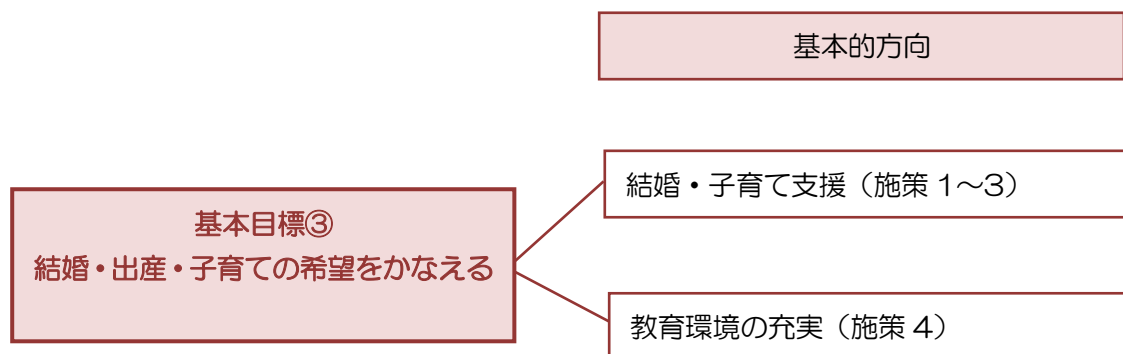 基本的方向
結婚・子育て支援（施策 1～3）
基本目標③
結婚・出産・子育ての希望をかなえる
教育環境の充実（施策 4）